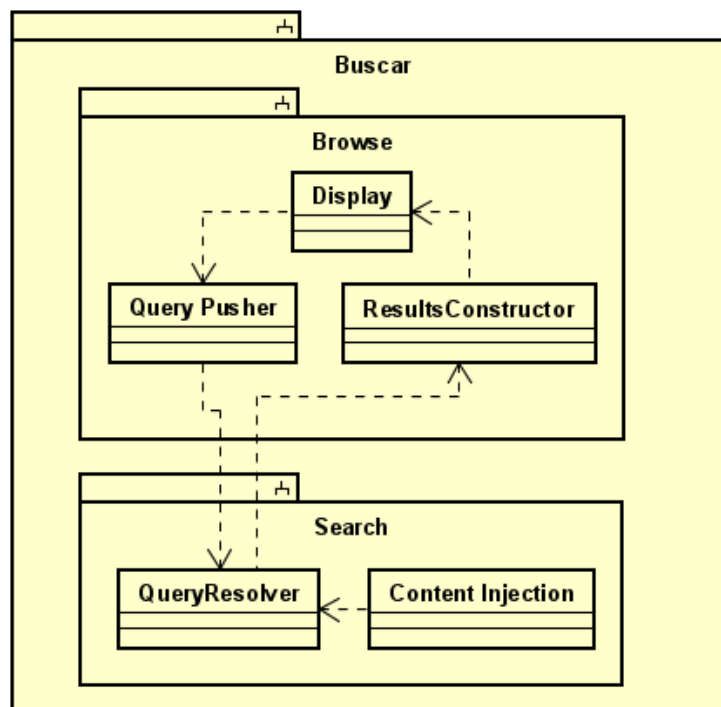 Buscar
Browse
Display
Query Pusher
ResultsConstructor
Search
QueryResolver
Content Injection